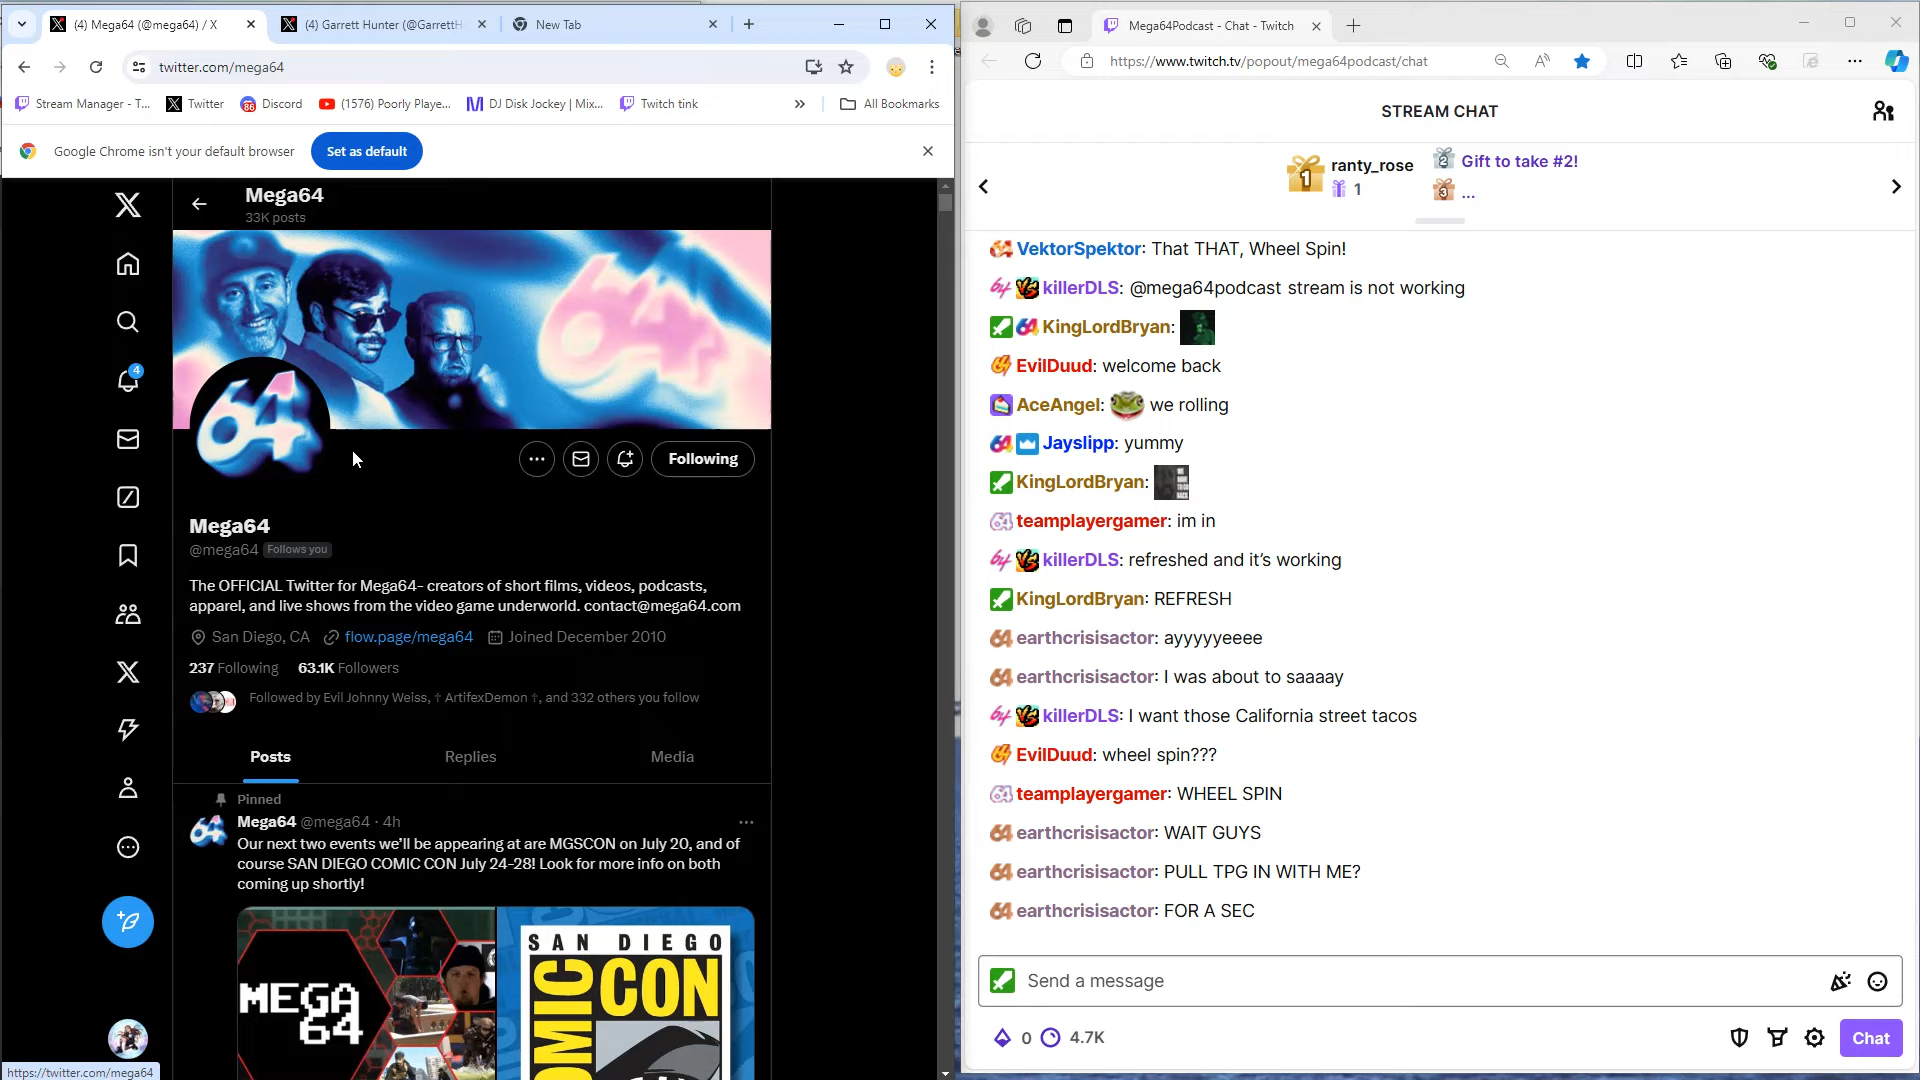 (4) Mega64 (@mega64) / X
(4) Garrett Hunter (@GarrettH
New Tab
twitter.com/mega64
Stream Manager - T...
Twitter
Discord
(1576) Poorly Playe...
DJ Disk Jockey | Mix...
Twitch tink
All Bookmarks
Google Chrome isn't your default browser
Set as default
Mega64
33K posts
64
64
4
Following
Mega64
@mega64
Follows you
The OFFICIAL Twitter for Mega64- creators of short films, videos, podcasts,
apparel, and live shows from the video game underworld. contact@mega64.com
San Diego, CA
flow.page/mega64
Joined December 2010
237 Following
63.1K Followers
Followed by Evil Johnny Weiss, † ArtifexDemon †, and 332 others you follow
Posts
Replies
Media
Pinned
Mega64 @mega64 · 4h
Our next two events we'll be appearing at are MGSCON on July 20, and of
course SAN DIEGO COMIC CON July 24-28! Look for more info on both
coming up shortly!
MEGA
64
SAN DIEGO
COMIC
CON
https://twitter.com/mega64
Mega64Podcast - Chat - Twitch
https://www.twitch.tv/popout/mega64podcast/chat
STREAM CHAT
1
ranty_rose
1
2
Gift to take #2!
3
...
VektorSpektor: That THAT, Wheel Spin!
killerDLS: @mega64podcast stream is not working
KingLordBryan:
EvilDuud: welcome back
AceAngel: we rolling
Jayslipp: yummy
KingLordBryan:
teamplayergamer: im in
killerDLS: refreshed and it's working
KingLordBryan: REFRESH
earthcrisisactor: ayyyyyeeee
earthcrisisactor: I was about to saaaay
killerDLS: I want those California street tacos
EvilDuud: wheel spin???
teamplayergamer: WHEEL SPIN
earthcrisisactor: WAIT GUYS
earthcrisisactor: PULL TPG IN WITH ME?
earthcrisisactor: FOR A SEC
Send a message
0
4.7K
Chat